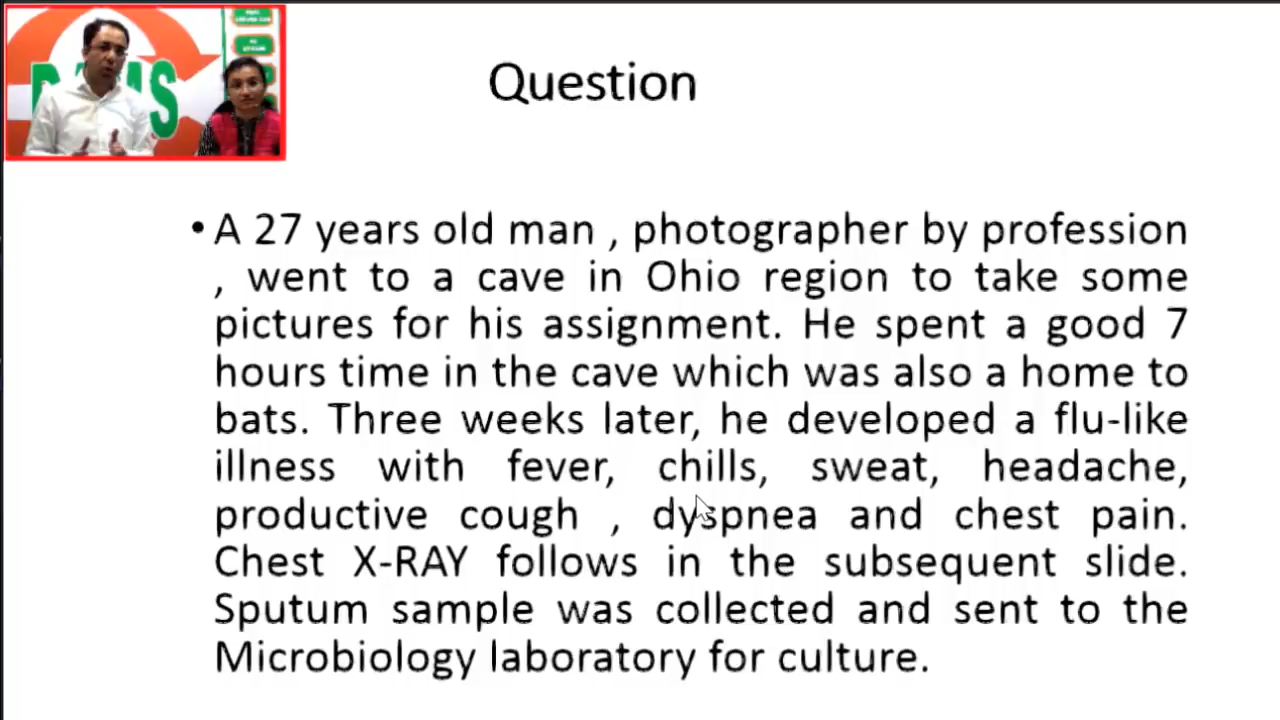 Question
• A 27 years old man , photographer by profession
, went to a cave in Ohio region to take some
pictures for his assignment. He spent a good 7
hours time in the cave which was also a home to
bats. Three weeks later, he developed a flu-like
illness with fever, chills, sweat, headache,
productive cough , dyspnea and chest pain.
Chest X-RAY follows in the subsequent slide.
Sputum sample was collected and sent to the
Microbiology laboratory for culture.